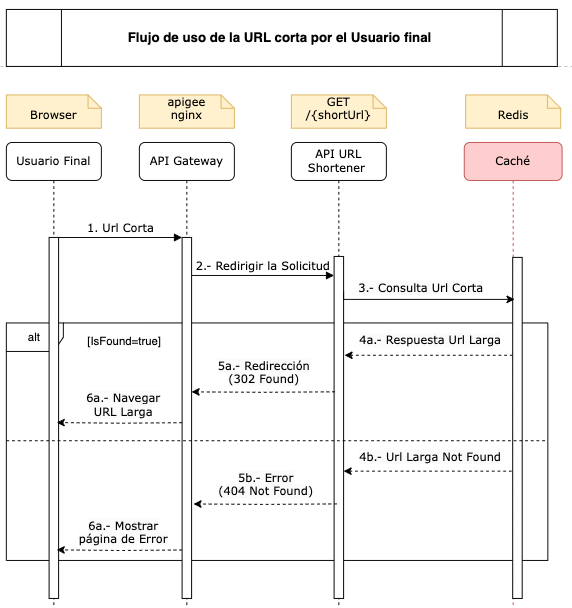 Flujo de uso de la URL corta por el Usuario final
Browser
apigee
nginx
GET
/{shortUrl}
Redis
Usuario Final
API Gateway
API URL
Shortener
Caché
1. Url Corta
2.- Redirigir la Solicitud
3.- Consulta Url Corta
alt
[IsFound=true]
4a.- Respuesta Url Larga
5a.- Redirección
(302 Found)
6a.- Navegar
URL Larga
4b.- Url Larga Not Found
5b.- Error
(404 Not Found)
6a.- Mostrar
página de Error